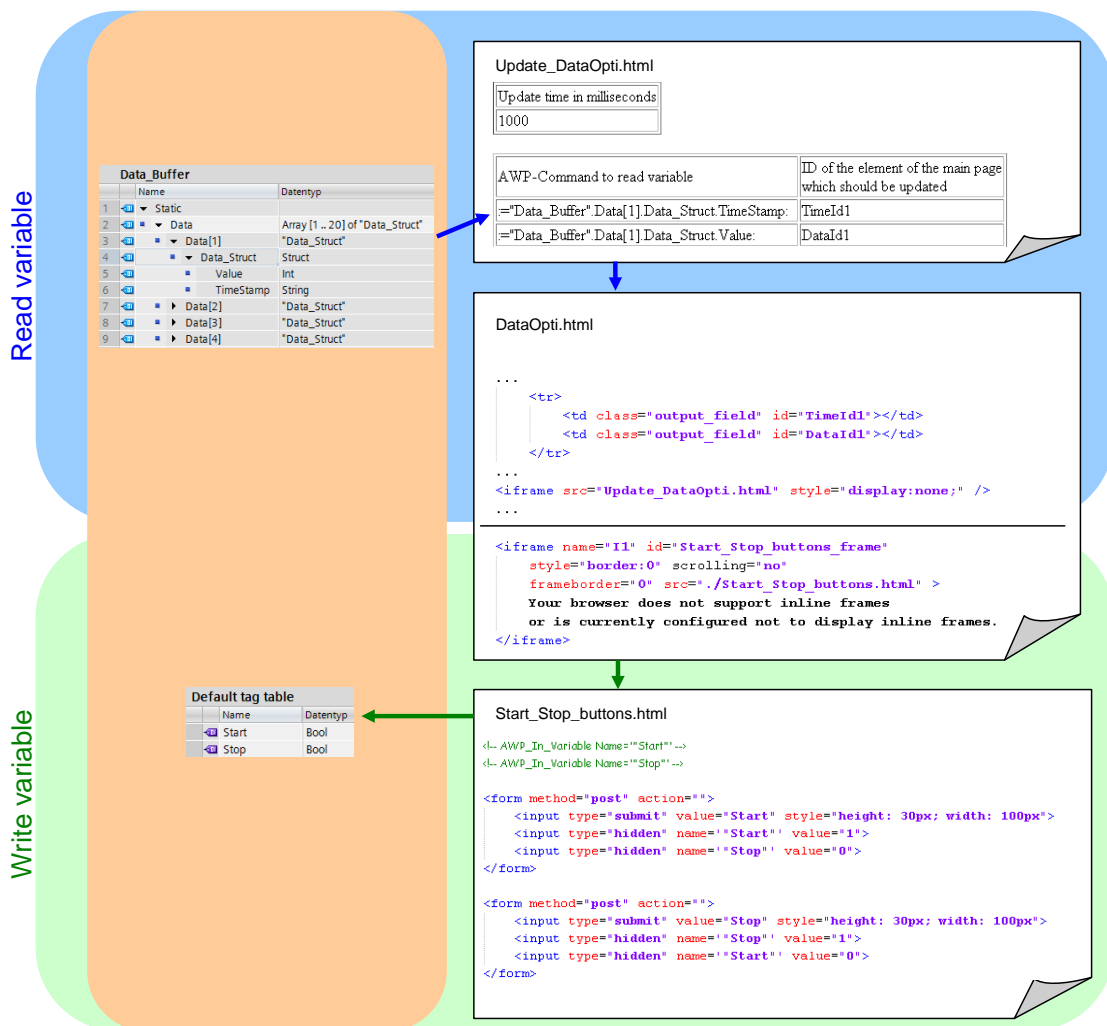 Read variable
Data_Buffer
Name Datentyp
1 Static
2 Data Array [1 .. 20] of "Data_Struct"
3 Data[1] "Data_Struct"
4 Data_Struct Struct
5 Value Int
6 TimeStamp String
7 Data[2] "Data_Struct"
8 Data[3] "Data_Struct"
9 Data[4] "Data_Struct"
Update_DataOpti.html
Update time in milliseconds
1000
AWP-Command to read variable
ID of the element of the main page
which should be updated
:="Data_Buffer".Data[1].Data_Struct.TimeStamp: TimeId1
:="Data_Buffer".Data[1].Data_Struct.Value: DataId1
DataOpti.html
...
<tr>
<td class="output_field" id="TimeId1"></td>
<td class="output_field" id="DataId1"></td>
</tr>
...
<iframe src="Update_DataOpti.html" style="display:none;" />
...
<iframe name="I1" id="Start_Stop_buttons_frame"
style="border:0" scrolling="no"
frameborder="0" src="./Start_Stop_buttons.html" >
Your browser does not support inline frames
or is currently configured not to display inline frames.
</iframe>
Write variable
Default tag table
Name Datentyp
Start Bool
Stop Bool
Start_Stop_buttons.html
<!-- AWP_In_Variable Name='"Start"' -->
<!-- AWP_In_Variable Name='"Stop"' -->
<form method="post" action="">
<input type="submit" value="Start" style="height: 30px; width: 100px">
<input type="hidden" name='"Start"' value="1">
<input type="hidden" name='"Stop"' value="0">
</form>
<form method="post" action="">
<input type="submit" value="Stop" style="height: 30px; width: 100px">
<input type="hidden" name='"Stop"' value="1">
<input type="hidden" name='"Start"' value="0">
</form>